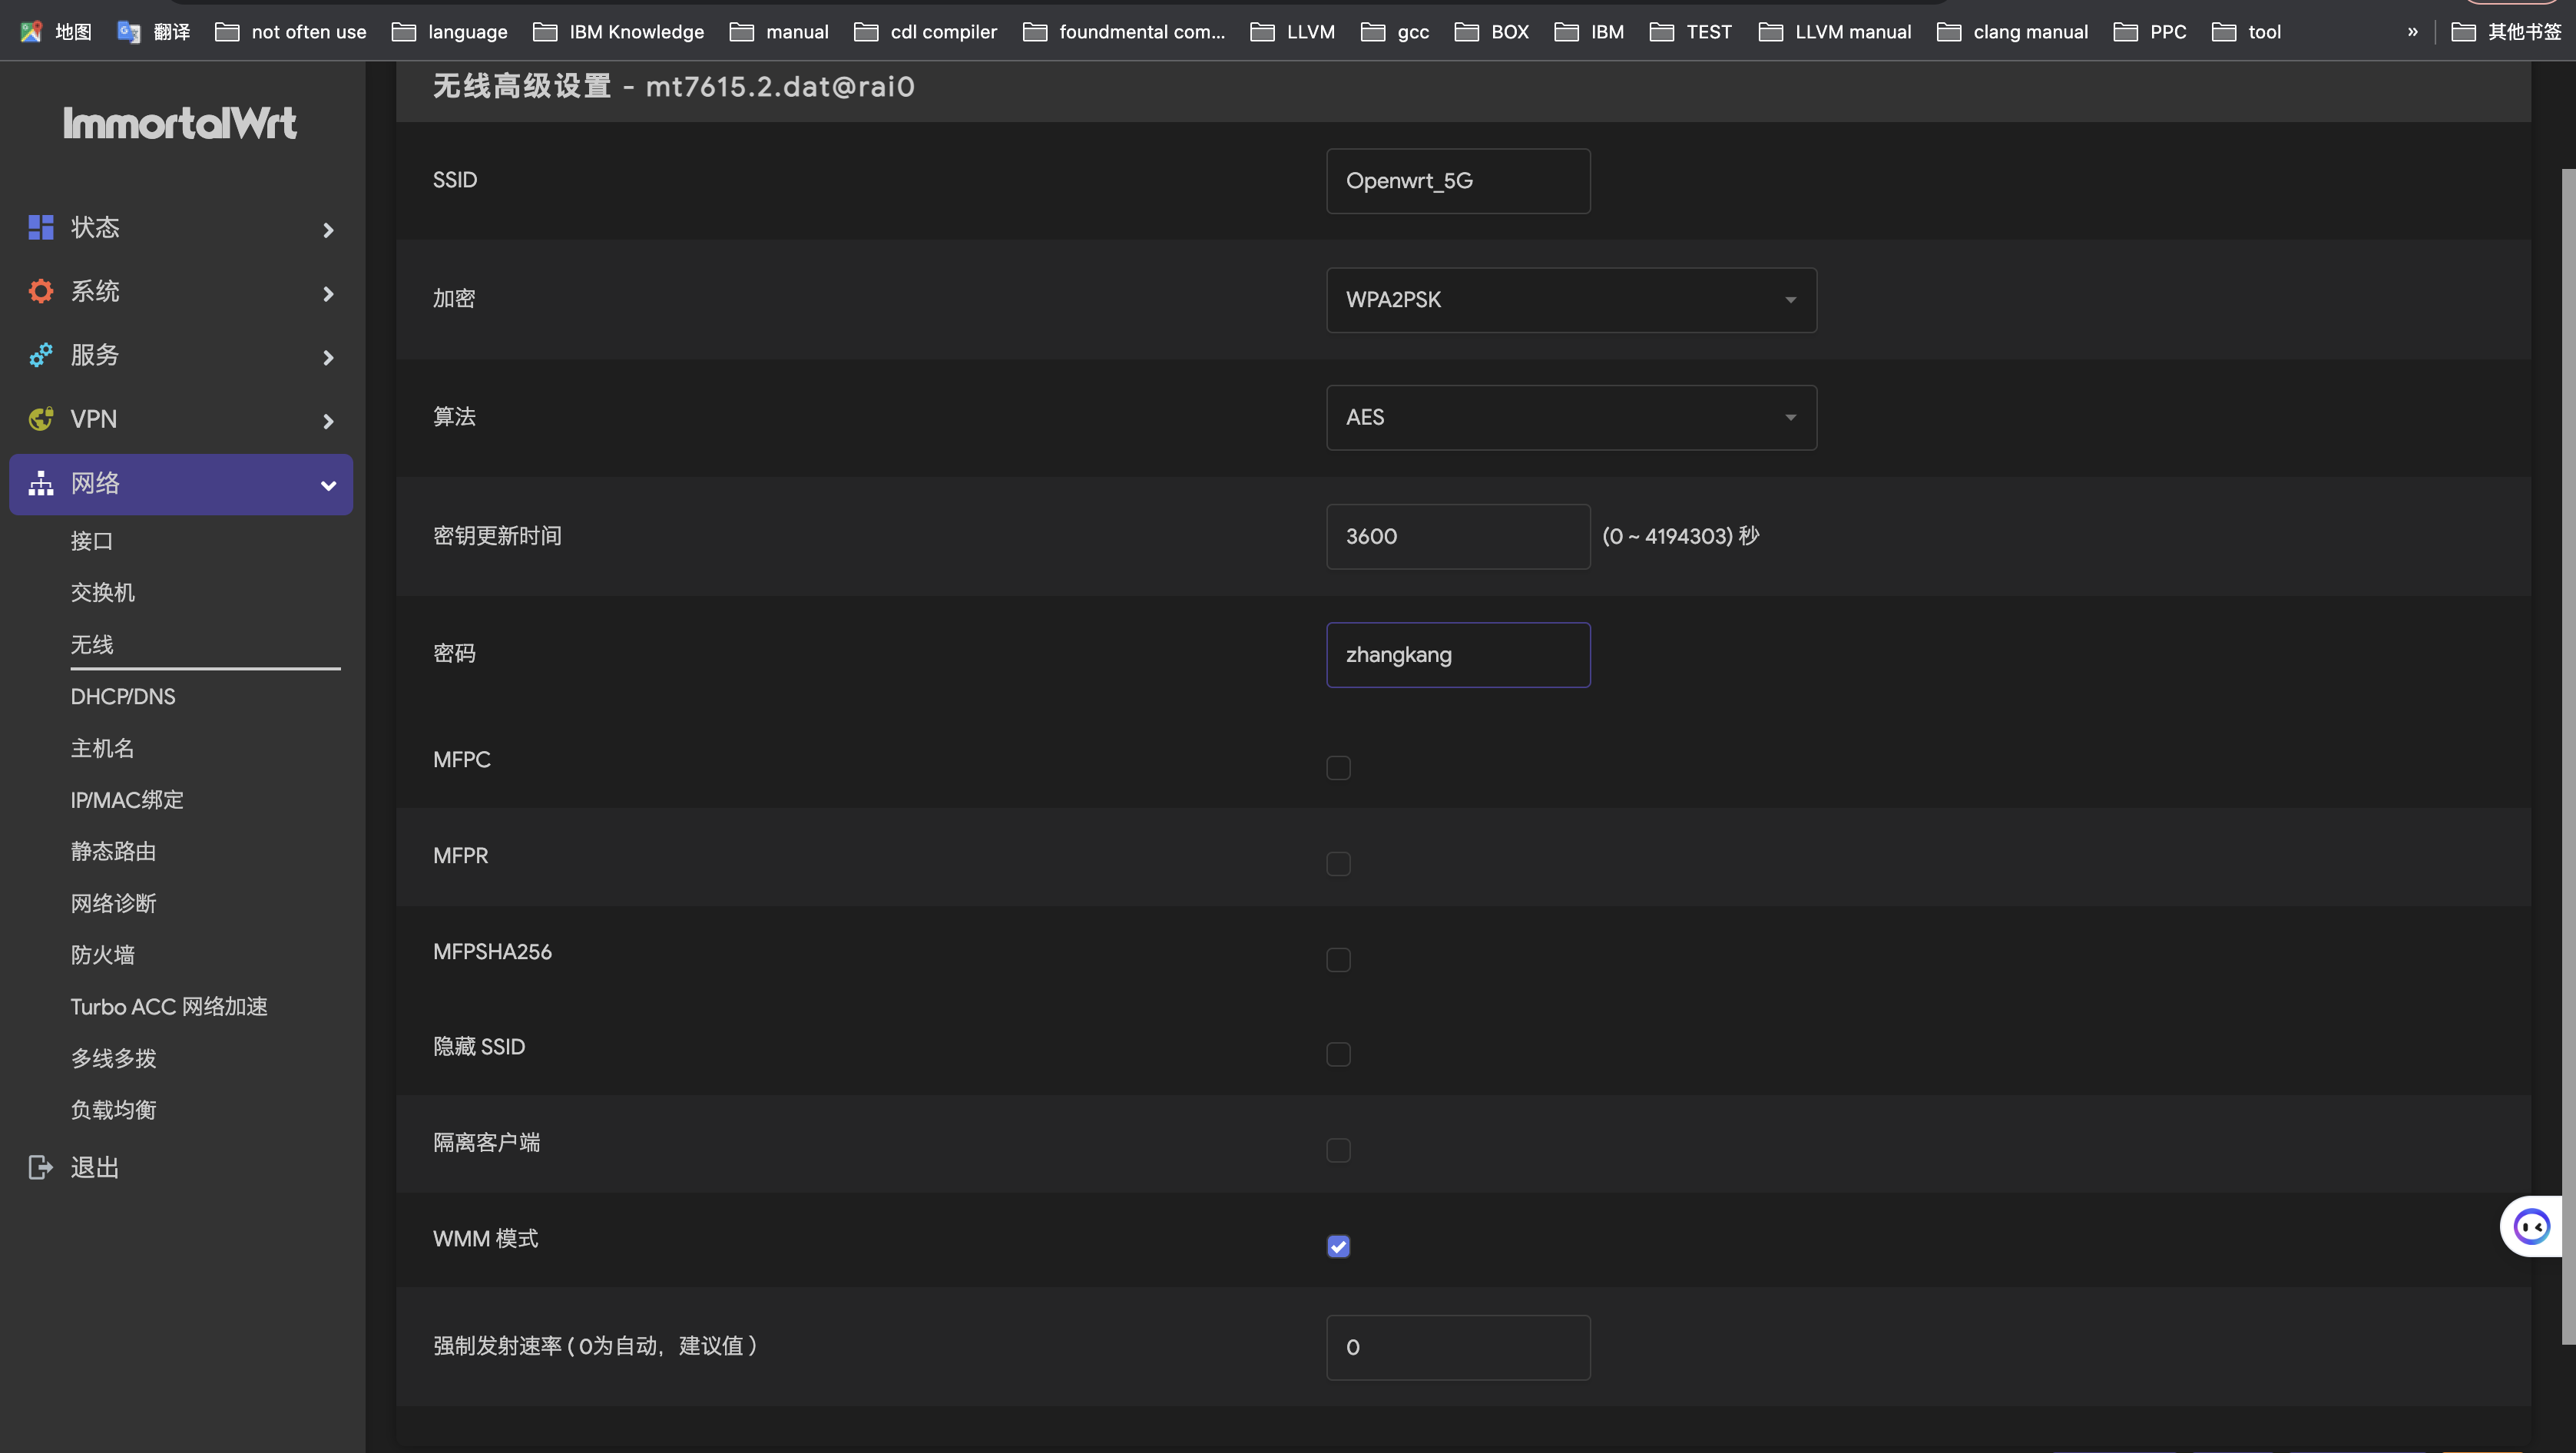 地图 翻译 not often use language IBM Knowledge manual cdl compiler foundmental com... LLVM gcc BOX IBM TEST LLVM manual clang manual PPC tool » 其他书签
ImmortalWrt
状态
系统
服务
VPN
网络
接口
交换机
无线
DHCP/DNS
主机名
IP/MAC绑定
静态路由
网络诊断
防火墙
Turbo ACC 网络加速
多线多拨
负载均衡
退出
无线高级设置 - mt7615.2.dat@rai0
SSID Openwrt_5G
加密 WPA2PSK
算法 AES
密钥更新时间 3600 (0 ~ 4194303) 秒
密码 zhangkang
MFPC
MFPR
MFPSHA256
隐藏 SSID
隔离客户端
WMM 模式
强制发射速率 ( 0为自动，建议值 ) 0